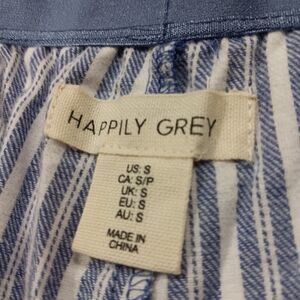 HAPPILY GREY
US: S
CA: S/P
UK: S
EU: S
AU: S
MADE IN
CHINA